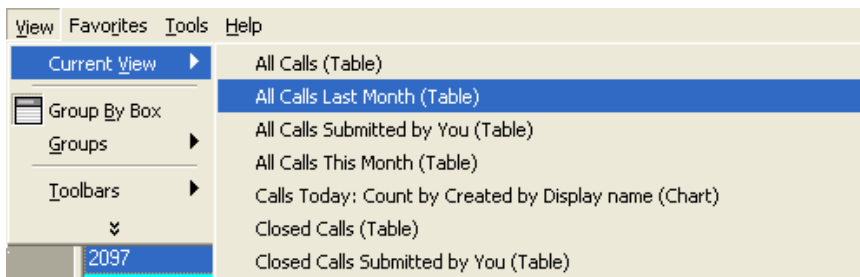 View Favorites Tools Help
Current View
All Calls (Table)
All Calls Last Month (Table)
Group By Box
All Calls Submitted by You (Table)
Groups
All Calls This Month (Table)
Toolbars
Calls Today: Count by Created by Display name (Chart)
Closed Calls (Table)
2097
Closed Calls Submitted by You (Table)